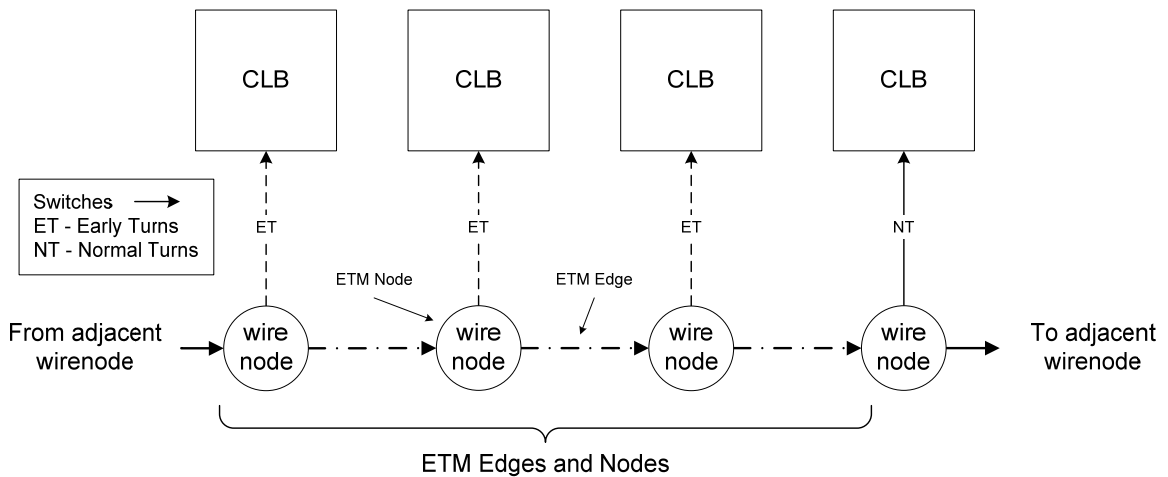 CLB
CLB
CLB
CLB
Switches
ET - Early Turns
NT - Normal Turns
ET
ET
ET
NT
ETM Node
ETM Edge
From adjacent
wirenode
wire
node
wire
node
wire
node
wire
node
To adjacent
wirenode
ETM Edges and Nodes